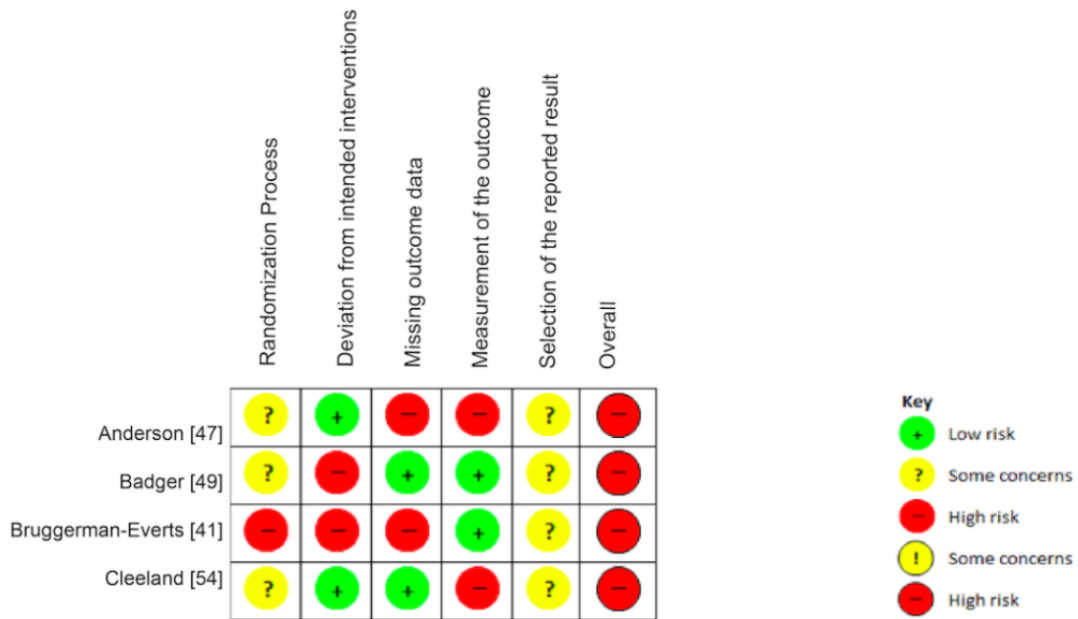 Randomization Process
Deviation from intended interventions
Missing outcome data
Measurement of the outcome
Selection of the reported result
Overall
Anderson [47]
? + − − ? −
Badger [49]
? − + + ? −
Bruggerman-Everts [41]
− − − + ? −
Cleeland [54]
? + + − ? −
Key
+ Low risk
? Some concerns
− High risk
! Some concerns
− High risk